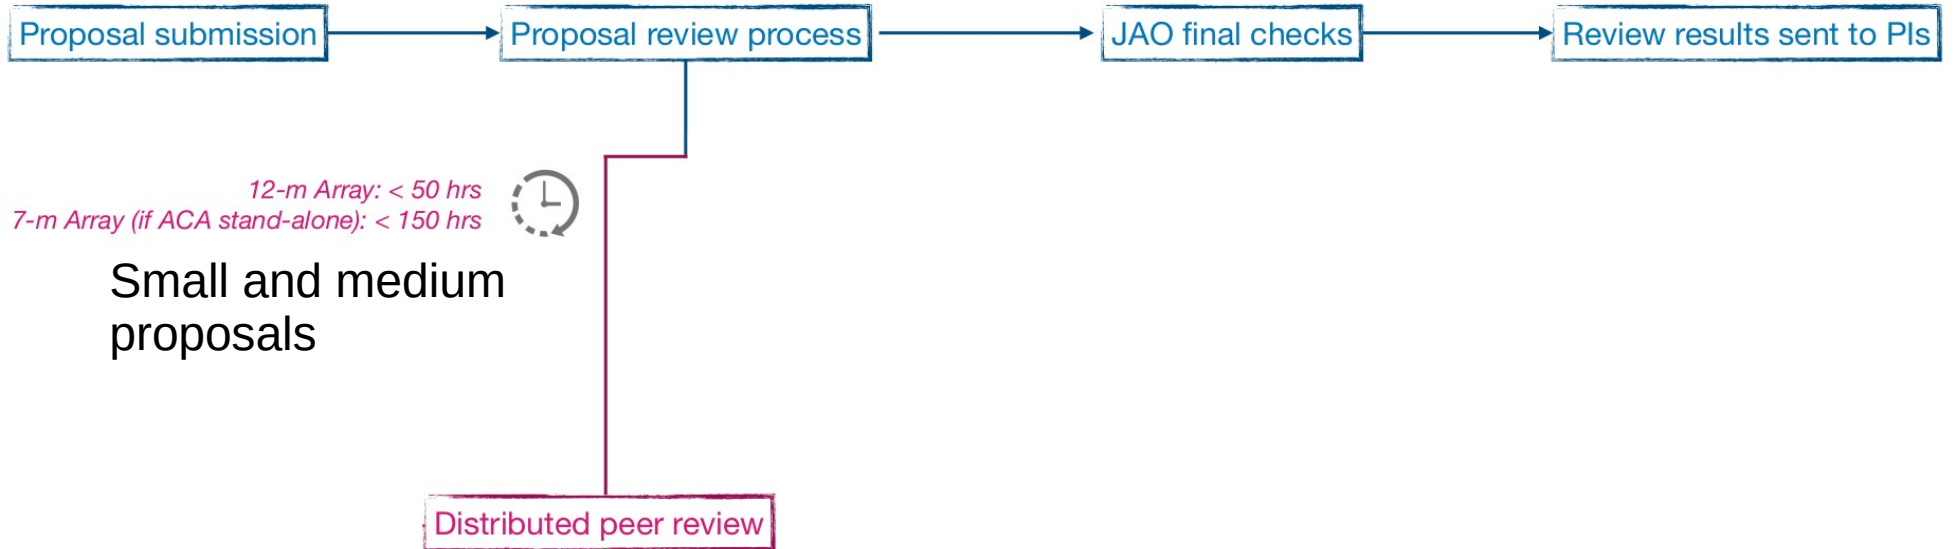 Proposal submission
Proposal review process
JAO final checks
Review results sent to PIs
12-m Array: < 50 hrs
7-m Array (if ACA stand-alone): < 150 hrs
Small and medium
proposals
Distributed peer review